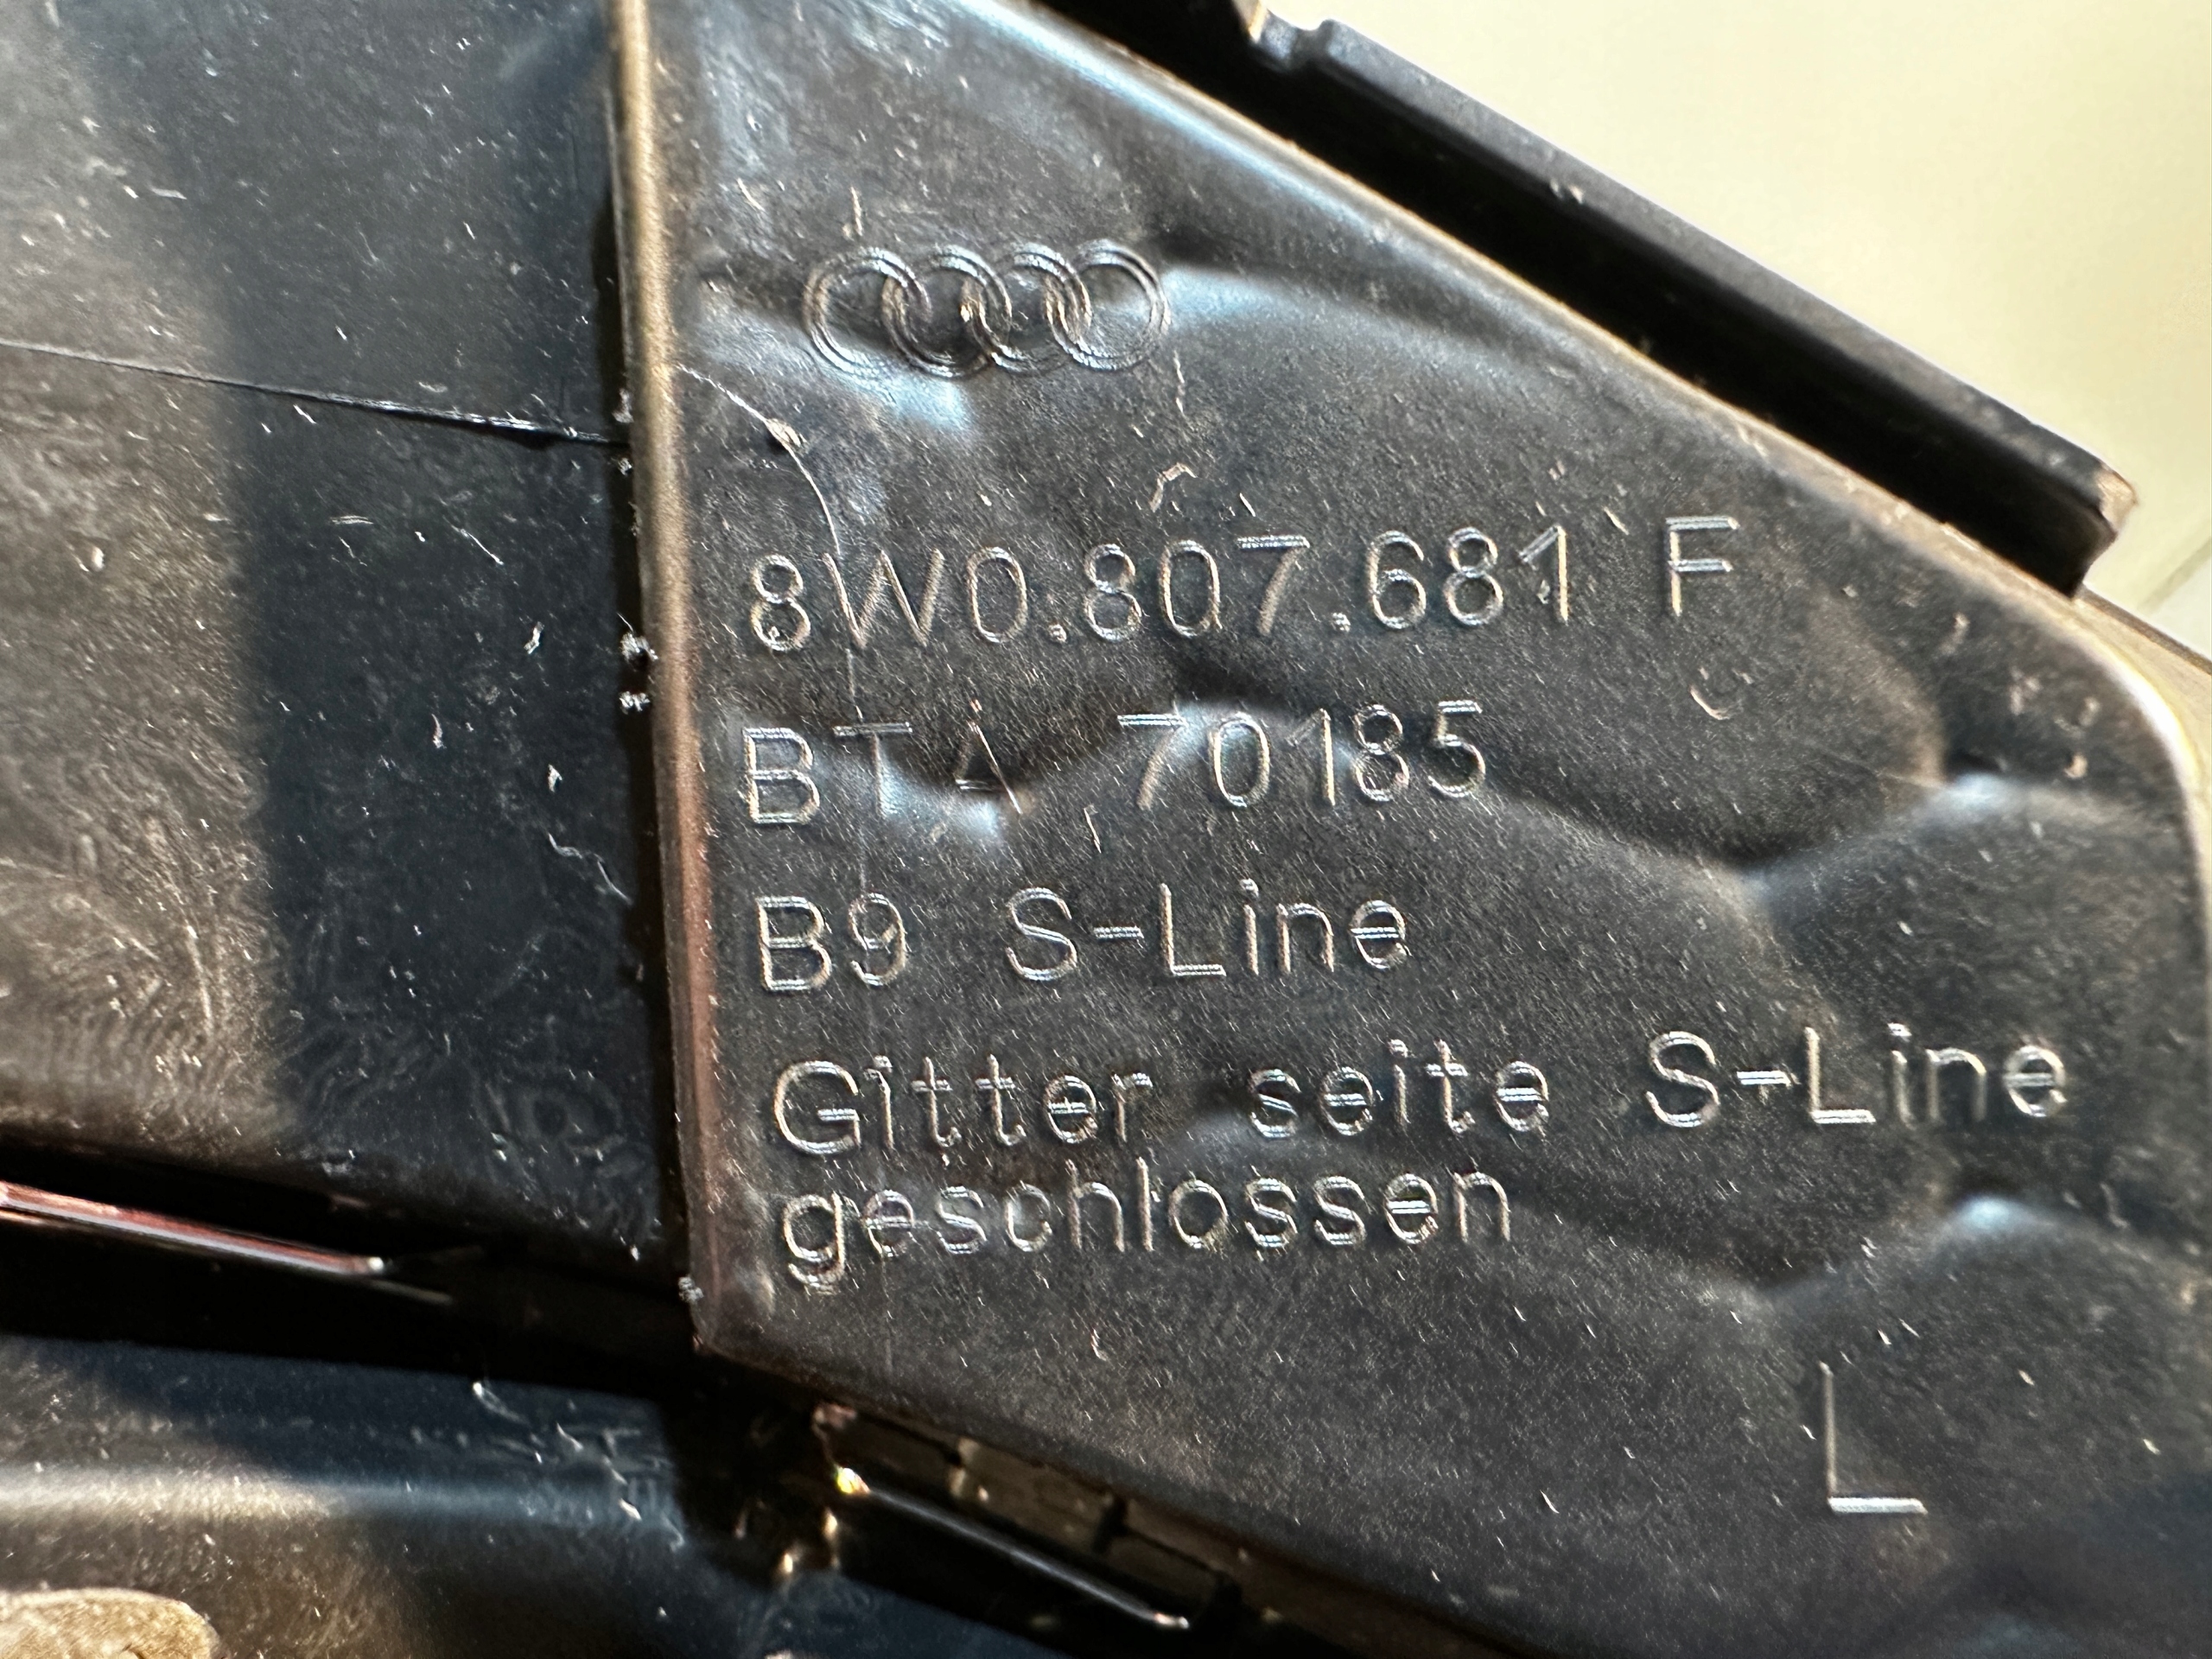 8W0.807.681 F
BTA 70185
B9 S-Line
Gitter seite S-Line
geschlossen
L